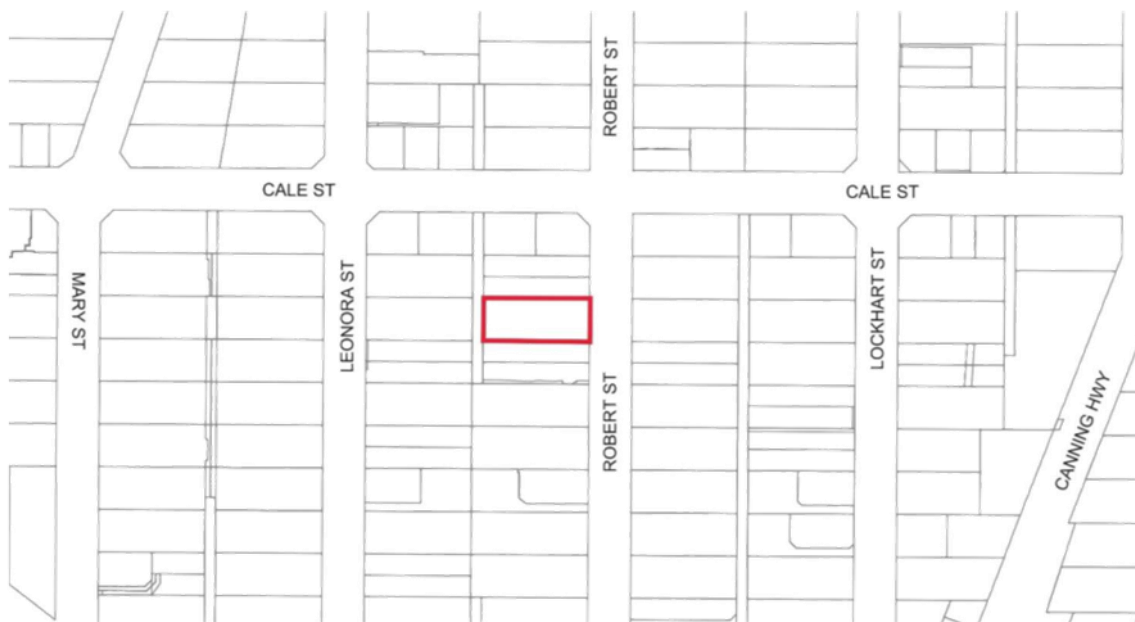 ROBERT ST
CALE ST
CALE ST
MARY ST
LEONORA ST
LOCKHART ST
ROBERT ST
CANNING HWY